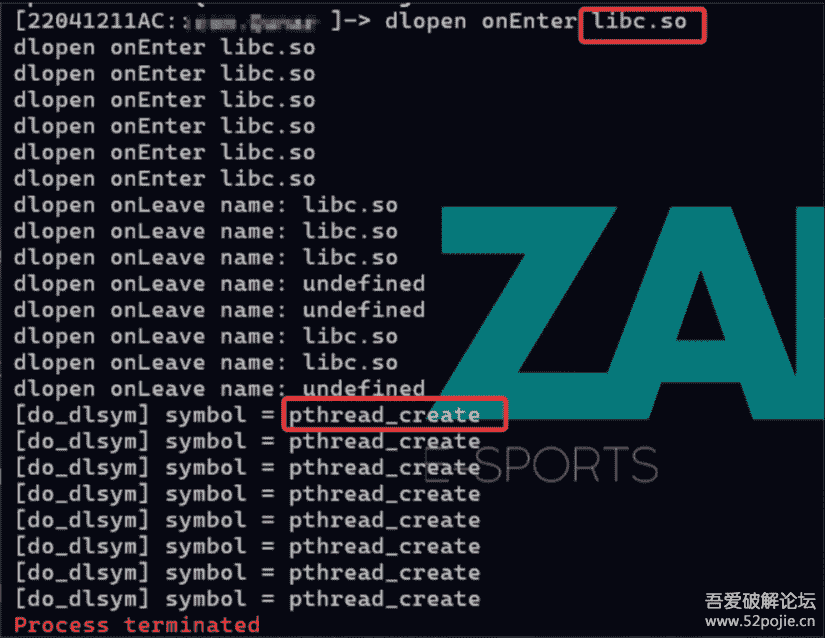 [22041211AC:: ]-> dlopen onEnter libc.so
dlopen onEnter libc.so
dlopen onEnter libc.so
dlopen onEnter libc.so
dlopen onEnter libc.so
dlopen onEnter libc.so
dlopen onEnter libc.so
dlopen onLeave name: libc.so
dlopen onLeave name: libc.so
dlopen onLeave name: libc.so
dlopen onLeave name: undefined
dlopen onLeave name: undefined
dlopen onLeave name: libc.so
dlopen onLeave name: libc.so
dlopen onLeave name: undefined
[do_dlsym] symbol = pthread_create
[do_dlsym] symbol = pthread_create
[do_dlsym] symbol = pthread_create
[do_dlsym] symbol = pthread_create
[do_dlsym] symbol = pthread_create
[do_dlsym] symbol = pthread_create
[do_dlsym] symbol = pthread_create
[do_dlsym] symbol = pthread_create
Process terminated
ZA
E-SPORTS
吾爱破解论坛
www.52pojie.cn